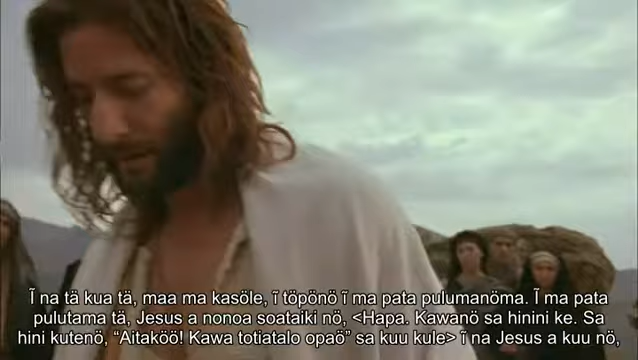 Ĩ na tä kua tä, maa ma kasöle, ĩ töpönö ĩ ma pata pulumanöma. Ĩ ma pata
pulutama tä, Jesus a nonoa soataiki nö, <Hapa. Kawanö sa hinini ke. Sa
hini kutenö, “Aitaköö! Kawa totiatalo opaö” sa kuu kule> ĩ na Jesus a kuu nö,